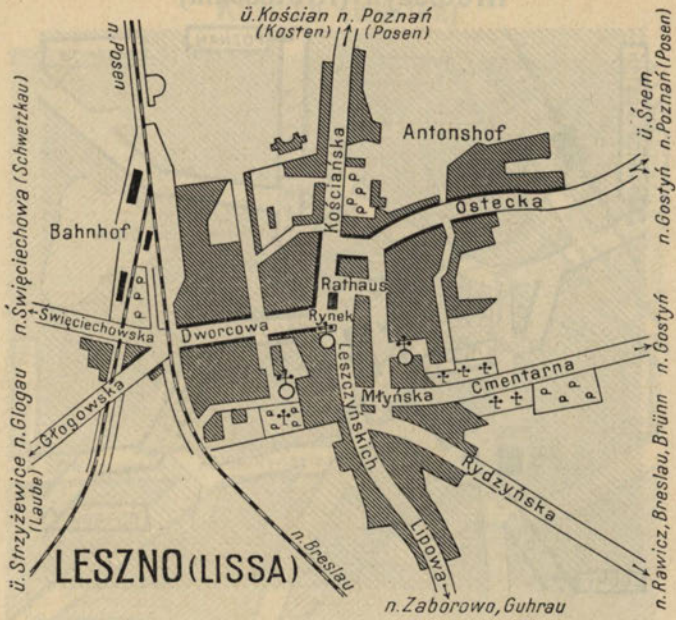 ü. Kościan n. Poznań
(Kosten) (Posen)
n. Posen
ü. Śrem
n. Gostyń n. Poznań (Posen)
n. Święciechowa (Schwetzkau)
Antonshof
Kościańska
Ostecka
Bahnhof
Rathaus
Święciechowska
Dworcowa
Rynek
Leszczyńskich
n. Gostyń
Młyńska
Cmentarna
Głogowska
ü. Strzyżewice n. Glogau
(Laube)
Rydzyńska
n. Rawicz, Breslau, Brünn
Lipowa
LESZNO (LISSA)
n. Breslau
n. Zaborowo, Guhrau